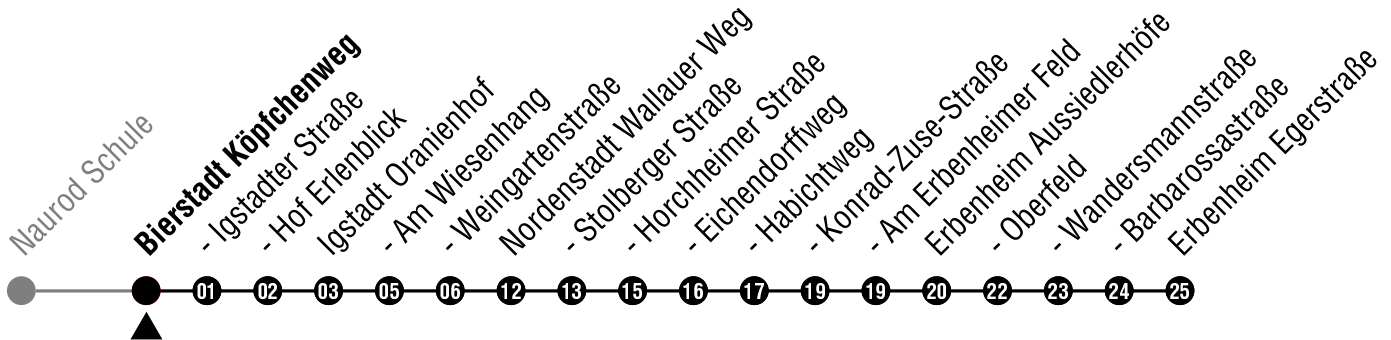 Naurod Schule
Bierstadt Köpfchenweg
- Igstadter Straße
- Hof Erlenblick
Igstadt Oranienhof
- Am Wiesenhang
- Weingartenstraße
Nordenstadt Wallauer Weg
- Stolberger Straße
- Horchheimer Straße
- Eichendorffweg
- Habichtweg
- Konrad-Zuse-Straße
- Am Erbenheimer Feld
Erbenheim Aussiedlerhöfe
- Oberfeld
- Wandersmannstraße
- Barbarossastraße
Erbenheim Egerstraße
01 02 03 05 06 12 13 15 16 17 19 19 20 22 23 24 25